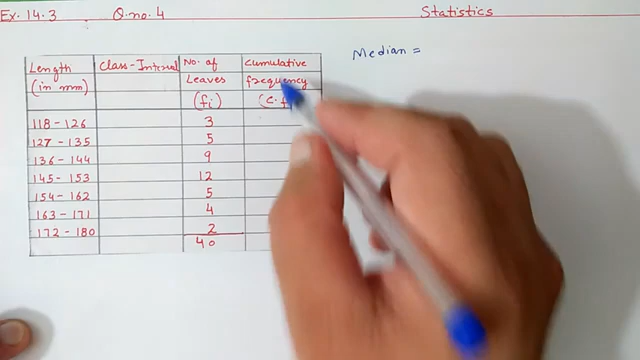 Ex. 14.3 Q.no. 4 Statistics
Median =
Length Class-Interval No. of Cumulative
(in mm) Leaves frequency
(fi) (c.f
118-126 3
127-135 5
136-144 9
145-153 12
154-162 5
163-171 4
172-180 2
40